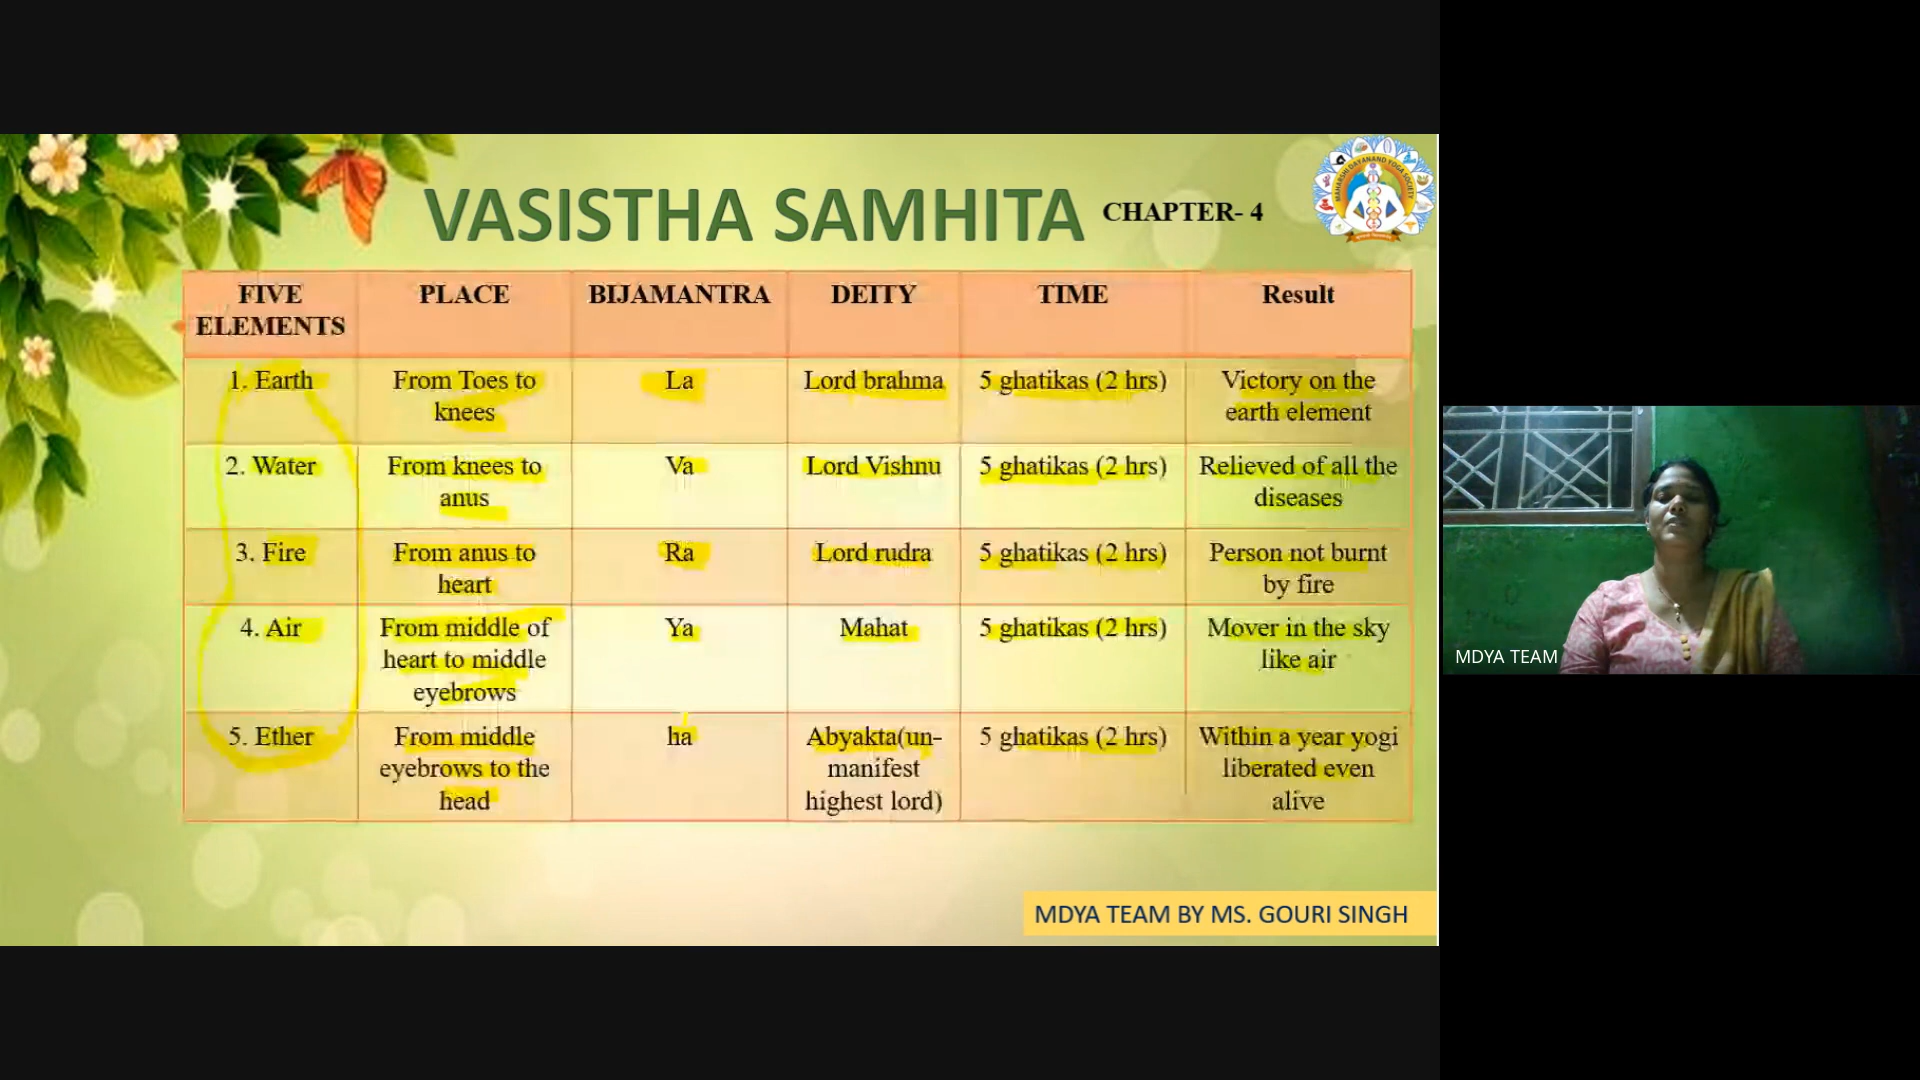 VASISTHA SAMHITA CHAPTER- 4
MAHARSHI DAYANAND YOGA SOCIETY
FIVE ELEMENTS PLACE BIJAMANTRA DEITY TIME Result
1. Earth From Toes to knees La Lord brahma 5 ghatikas (2 hrs) Victory on the earth element
2. Water From knees to anus Va Lord Vishnu 5 ghatikas (2 hrs) Relieved of all the diseases
3. Fire From anus to heart Ra Lord rudra 5 ghatikas (2 hrs) Person not burnt by fire
4. Air From middle of heart to middle eyebrows Ya Mahat 5 ghatikas (2 hrs) Mover in the sky like air
5. Ether From middle eyebrows to the head ha Abyakta(un-manifest highest lord) 5 ghatikas (2 hrs) Within a year yogi liberated even alive
MDYA TEAM BY MS. GOURI SINGH
MDYA TEAM